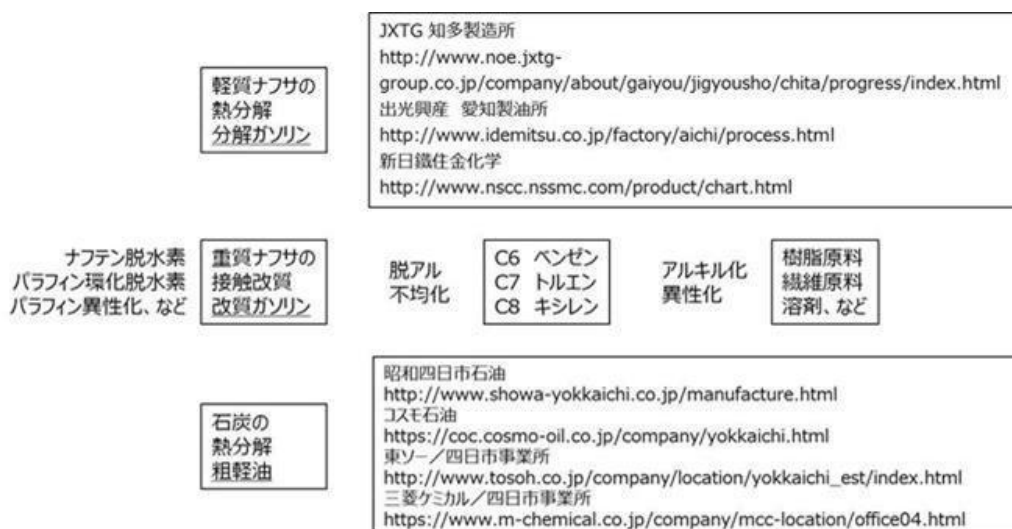 JXTG 知多製造所
http://www.noe.jxtg-
group.co.jp/company/about/gaiyou/jigyousho/chita/progress/index.html
出光興産 愛知製油所
http://www.idemitsu.co.jp/factory/aichi/process.html
新日鐵住金化学
http://www.nscc.nssmc.com/product/chart.html
軽質ナフサの
熱分解
分解ガソリン
ナフテン脱水素
パラフィン環化脱水素
パラフィン異性化、など
重質ナフサの
接触改質
改質ガソリン
脱アル
不均化
C6 ベンゼン
C7 トルエン
C8 キシレン
アルキル化
異性化
樹脂原料
繊維原料
溶剤、など
石炭の
熱分解
粗軽油
昭和四日市石油
http://www.showa-yokkaichi.co.jp/manufacture.html
コスモ石油
https://coc.cosmo-oil.co.jp/company/yokkaichi.html
東ソー／四日市事業所
http://www.tosoh.co.jp/company/location/yokkaichi_est/index.html
三菱ケミカル／四日市事業所
https://www.m-chemical.co.jp/company/mcc-location/office04.html